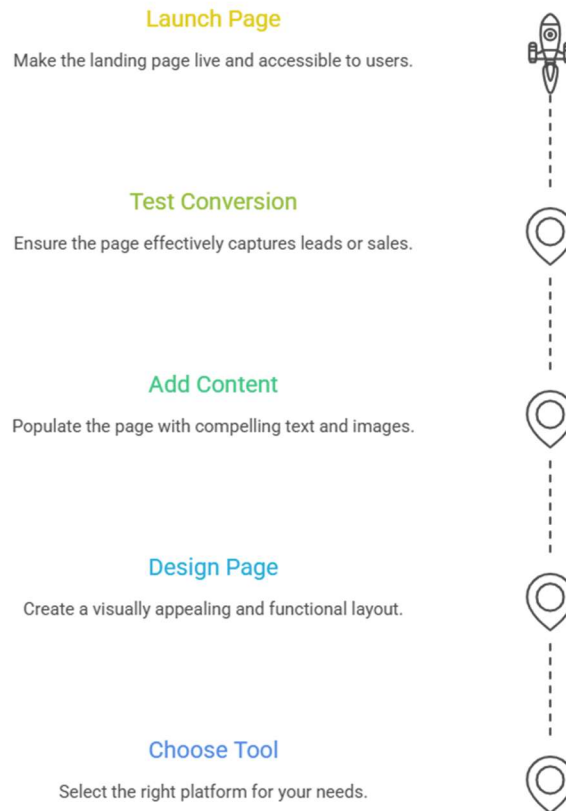 Launch Page
Make the landing page live and accessible to users.
Test Conversion
Ensure the page effectively captures leads or sales.
Add Content
Populate the page with compelling text and images.
Design Page
Create a visually appealing and functional layout.
Choose Tool
Select the right platform for your needs.